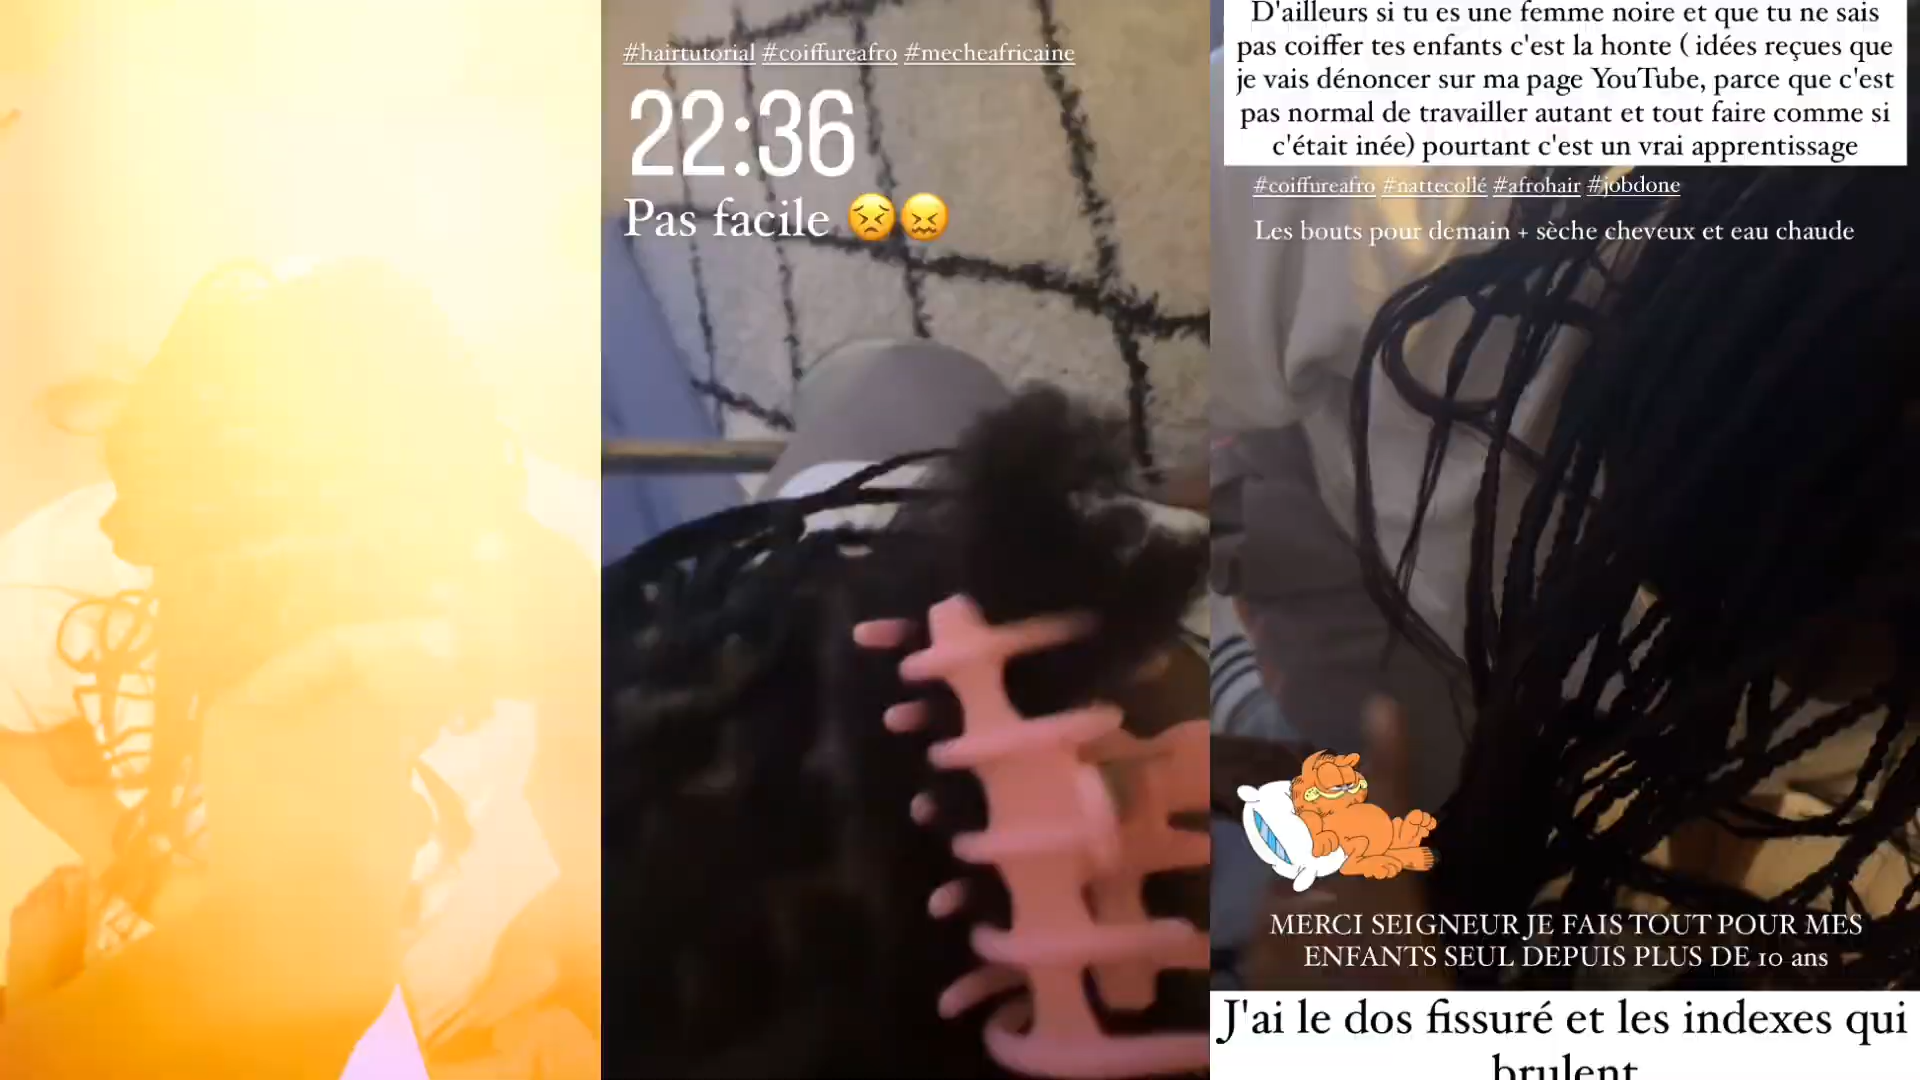 #hairtutorial #coiffureafro #mecheafricaine
22:36
Pas facile 😣😖
D'ailleurs si tu es une femme noire et que tu ne sais
pas coiffer tes enfants c'est la honte ( idées reçues que
je vais dénoncer sur ma page YouTube, parce que c'est
pas normal de travailler autant et tout faire comme si
c'était inée) pourtant c'est un vrai apprentissage
#coiffureafro #nattecollé #afrohair #jobdone
Les bouts pour demain + sèche cheveux et eau chaude
MERCI SEIGNEUR JE FAIS TOUT POUR MES
ENFANTS SEUL DEPUIS PLUS DE 10 ans
J'ai le dos fissuré et les indexes qui
brulent